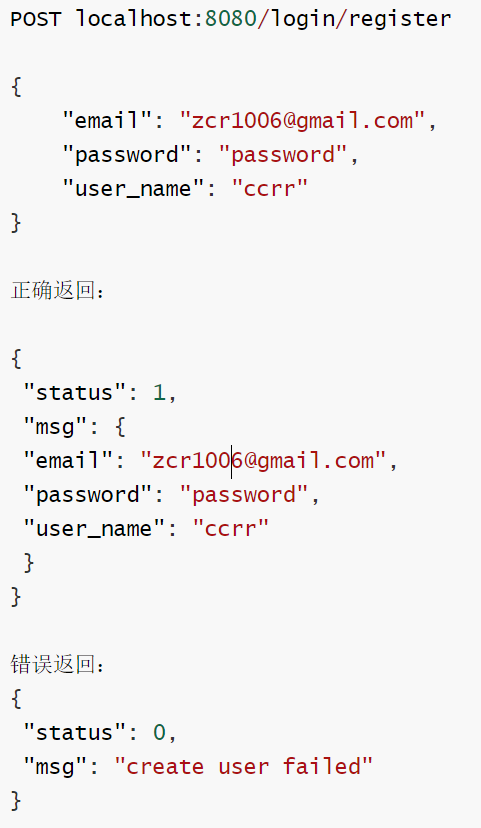 POST localhost:8080/login/register
{
"email": "zcr1006@gmail.com",
"password": "password",
"user_name": "ccrr"
}
正确返回：
{
"status": 1,
"msg": {
"email": "zcr1006@gmail.com",
"password": "password",
"user_name": "ccrr"
}
}
错误返回：
{
"status": 0,
"msg": "create user failed"
}